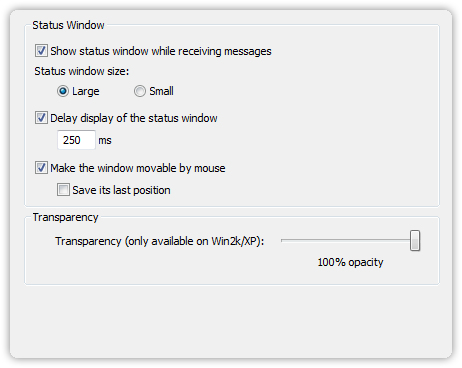 Status Window
Show status window while receiving messages
Status window size:
Large Small
Delay display of the status window
250 ms
Make the window movable by mouse
Save its last position
Transparency
Transparency (only available on Win2k/XP):
100% opacity